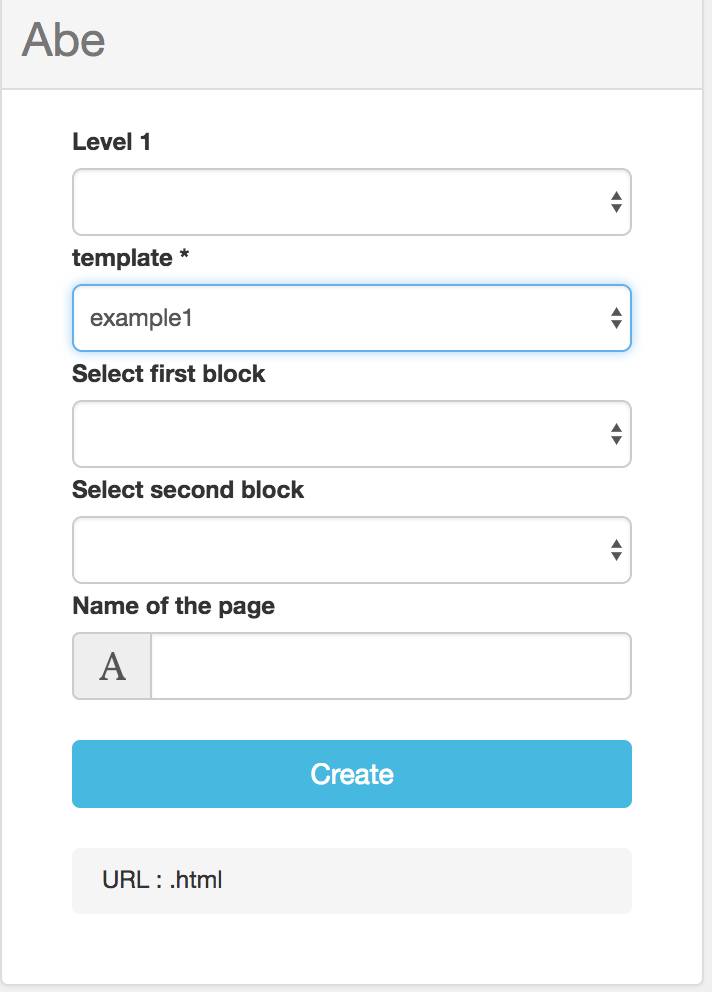 Abe
Level 1
template *
example1
Select first block
Select second block
Name of the page
A
Create
URL : .html